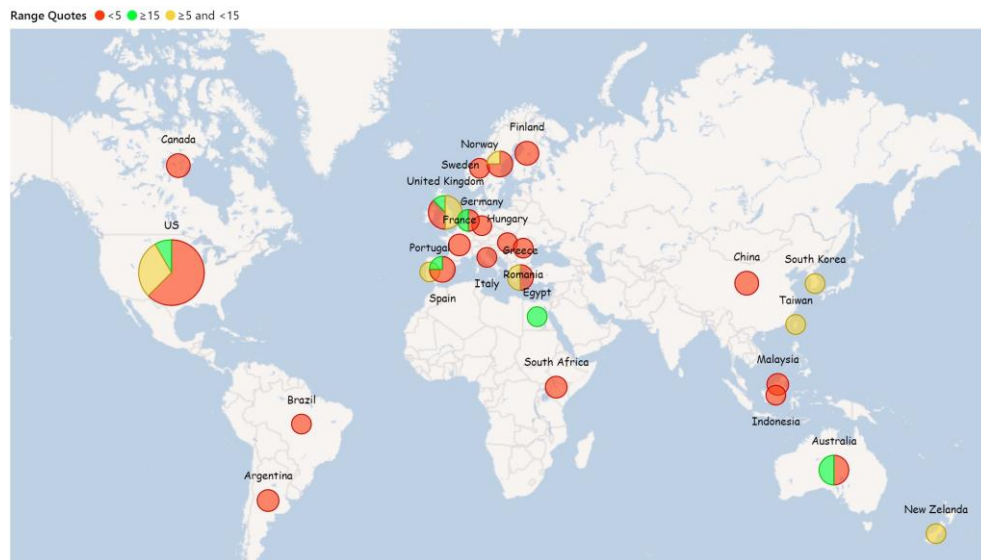 Range Quotes <5 ≥15 ≥5 and <15
Finland
Canada
Norway
Sweden
United Kingdom
Germany
US
France
Hungary
Portugal
Greece
China
South Korea
Romania
Italy
Egypt
Spain
Taiwan
South Africa
Malaysia
Brazil
Indonesia
Australia
Argentina
New Zelanda